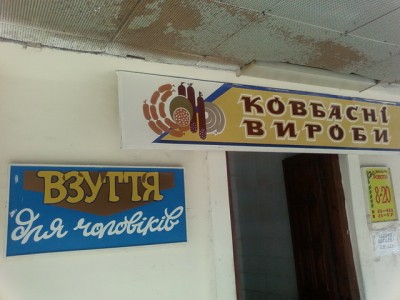 КОВБАСНІ
ВИРОБИ
ВЗУТТЯ
для чоловіків
8-20